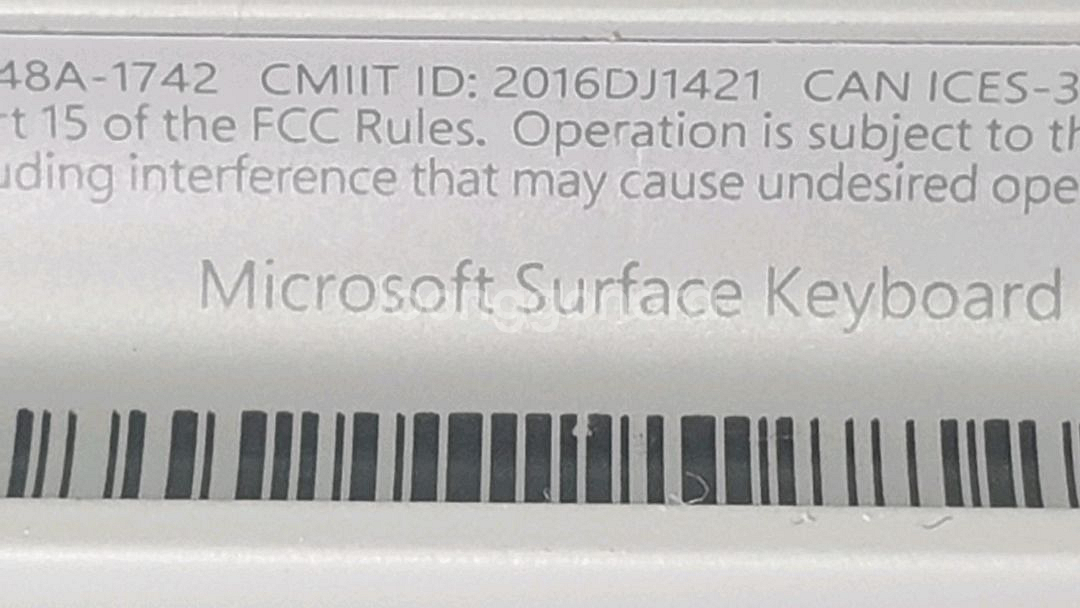 48A-1742 CMIIT ID: 2016DJ1421 CAN ICES-3
rt 15 of the FCC Rules. Operation is subject to th
uding interference that may cause undesired ope
Microsoft Surface Keyboard